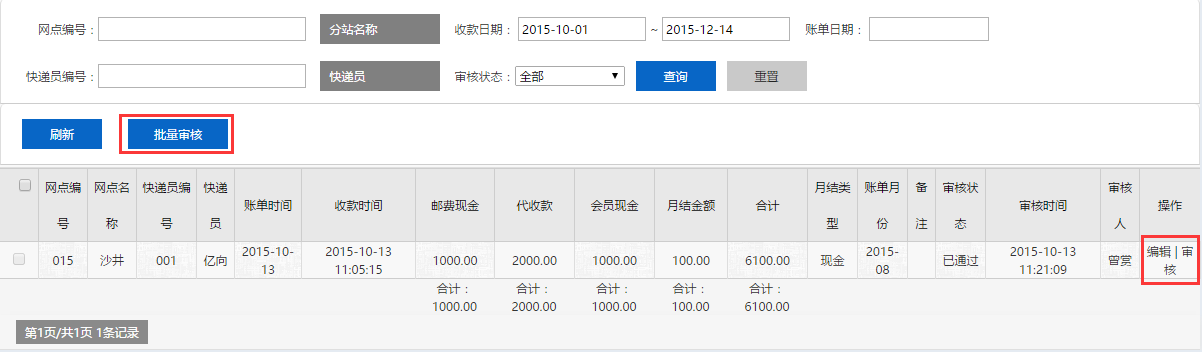 网点编号： 分站名称 收款日期： 2015-10-01 ~ 2015-12-14 账单日期：
快递员编号： 快递员 审核状态： 全部 查询 重置
刷新 批量审核
网点编号 网点名称 快递员编号 快递员 账单时间 收款时间 邮费现金 代收款 会员现金 月结金额 合计 月结类型 账单月份 备注 审核状态 审核时间 审核人 操作
015 沙井 001 亿向 2015-10-13 2015-10-13 11:05:15 1000.00 2000.00 1000.00 100.00 6100.00 现金 2015-08 已通过 2015-10-13 11:21:09 编辑 | 审核
合计：1000.00 合计：2000.00 合计：1000.00 合计：100.00 合计：6100.00
第1页/共1页 1条记录